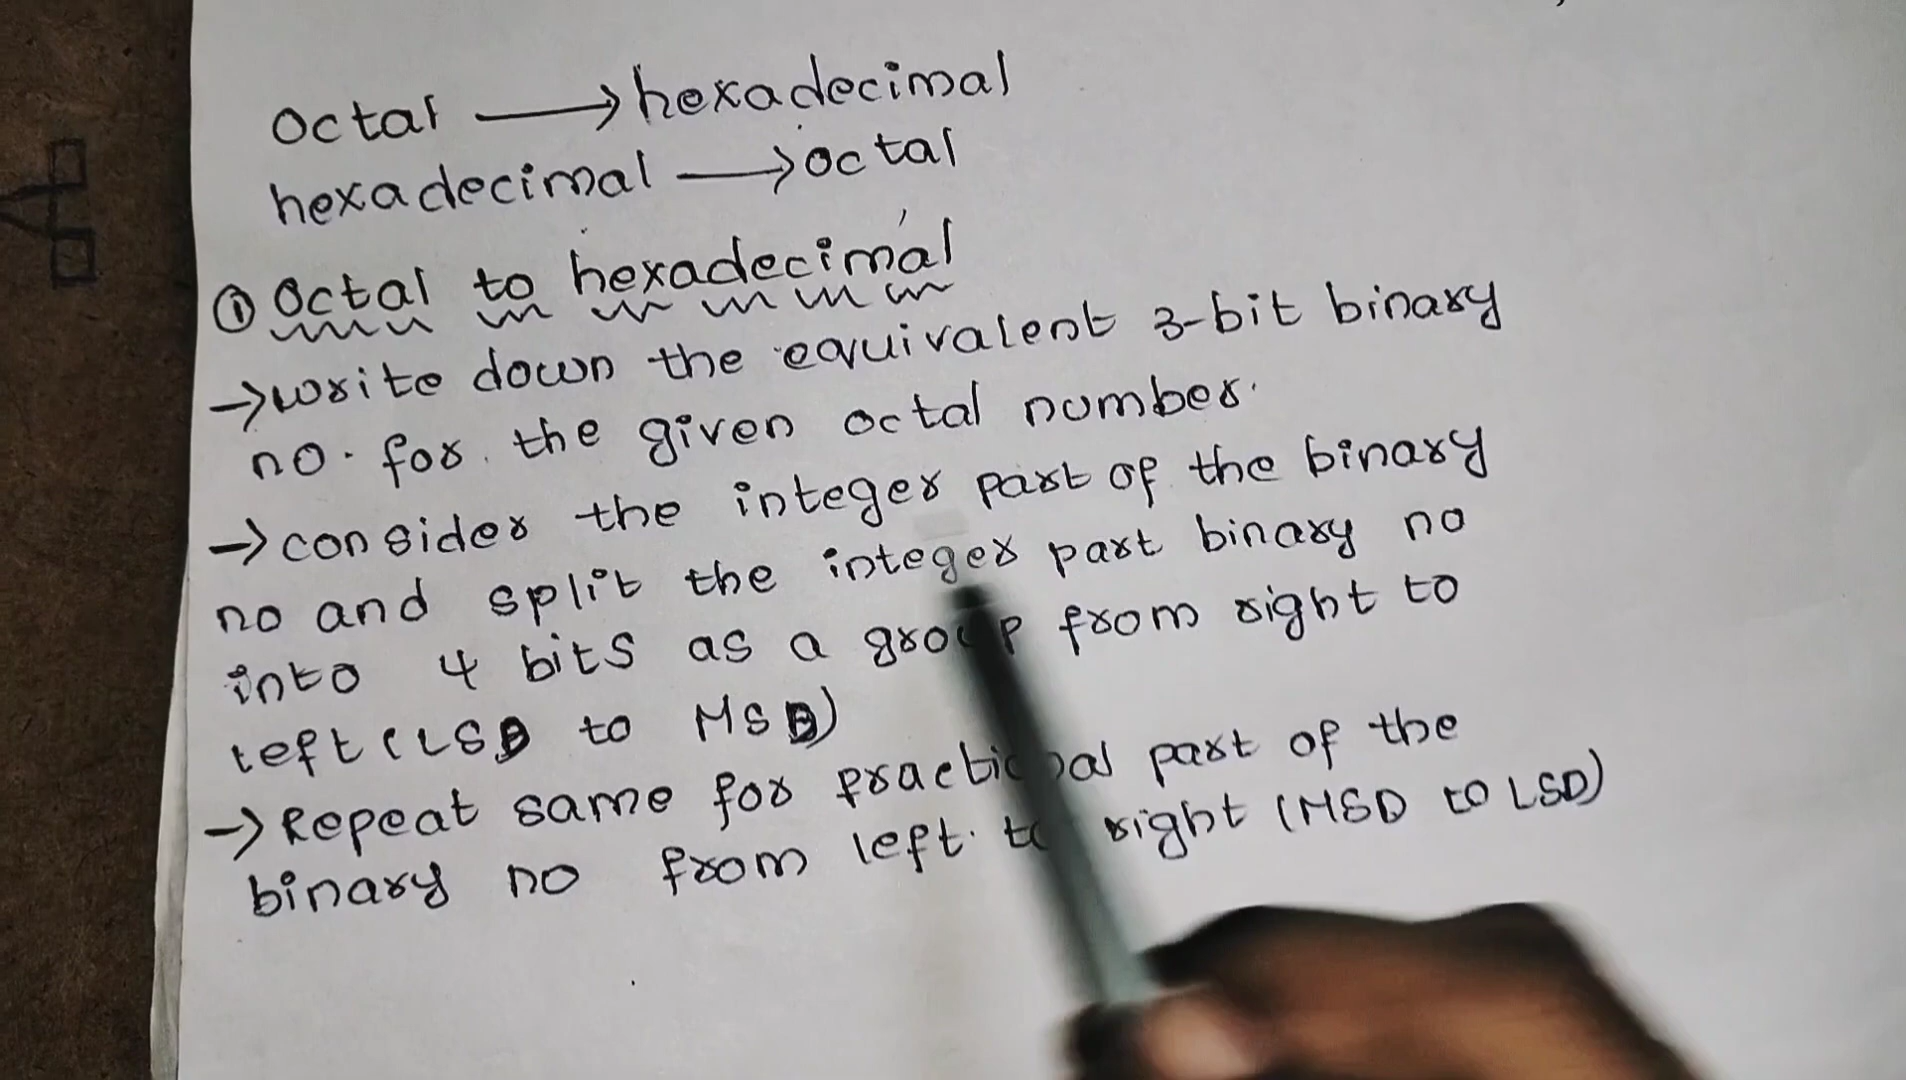 Octal → hexadecimal
hexadecimal → octal
① Octal to hexadecimal
→ write down the equivalent 3-bit binary
no. for the given octal number.
→ consider the integer part of the binary
no and split the integer part binary no
into 4 bits as a group from right to
left (LSD to MSD)
→ Repeat same for fractional part of the
binary no from left to right (MSD to LSD)